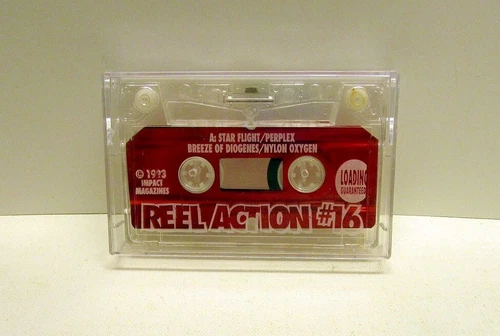 A: STAR FLIGHT/PERPLEX
BREEZE OF DIOGENES/NYLON OXYGEN
© 1993
IMPACT
MAGAZINES
LOADING
GUARANTEED
REEL ACTION #16